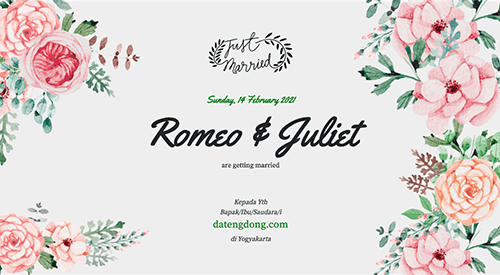 Just
Married
Sunday, 14 February 2021
Romeo & Juliet
are getting married
Kepada Yth
Bapak/Ibu/Saudara/i
datengdong.com
di Yogyakarta